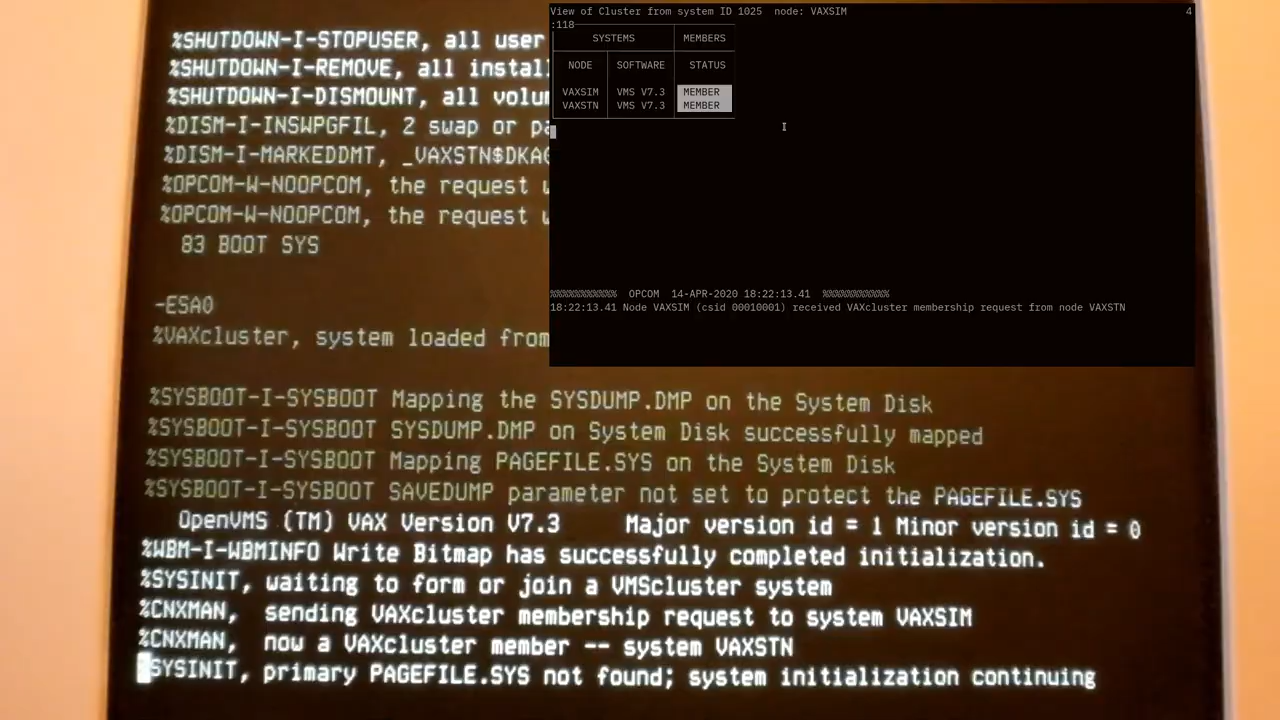 %SHUTDOWN-I-STOPUSER, all user
%SHUTDOWN-I-REMOVE, all instal
%SHUTDOWN-I-DISMOUNT, all volu
%DISM-I-INSWPGFIL, 2 swap or pa
%DISM-I-MARKEDDMT, _VAXSTN$DKA0
%OPCOM-W-NOOPCOM, the request w
%OPCOM-W-NOOPCOM, the request w
83 BOOT SYS
-ESA0
%VAXcluster, system loaded from
%SYSBOOT-I-SYSBOOT Mapping the SYSDUMP.DMP on the System Disk
%SYSBOOT-I-SYSBOOT SYSDUMP.DMP on System Disk successfully mapped
%SYSBOOT-I-SYSBOOT Mapping PAGEFILE.SYS on the System Disk
%SYSBOOT-I-SYSBOOT SAVEDUMP parameter not set to protect the PAGEFILE.SYS
OpenVMS (TM) VAX Version V7.3 Major version id = 1 Minor version id = 0
%WBM-I-WBMINFO Write Bitmap has successfully completed initialization.
%SYSINIT, waiting to form or join a VMScluster system
%CNXMAN, sending VAXcluster membership request to system VAXSIM
%CNXMAN, now a VAXcluster member -- system VAXSTN
%SYSINIT, primary PAGEFILE.SYS not found; system initialization continuing
View of Cluster from system ID 1025 node: VAXSIM 4
:118
SYSTEMS MEMBERS
NODE SOFTWARE STATUS
VAXSIM VMS V7.3 MEMBER
VAXSTN VMS V7.3 MEMBER
%%%%%%%%%%% OPCOM 14-APR-2020 18:22:13.41 %%%%%%%%%%%
18:22:13.41 Node VAXSIM (csid 00010001) received VAXcluster membership request from node VAXSTN